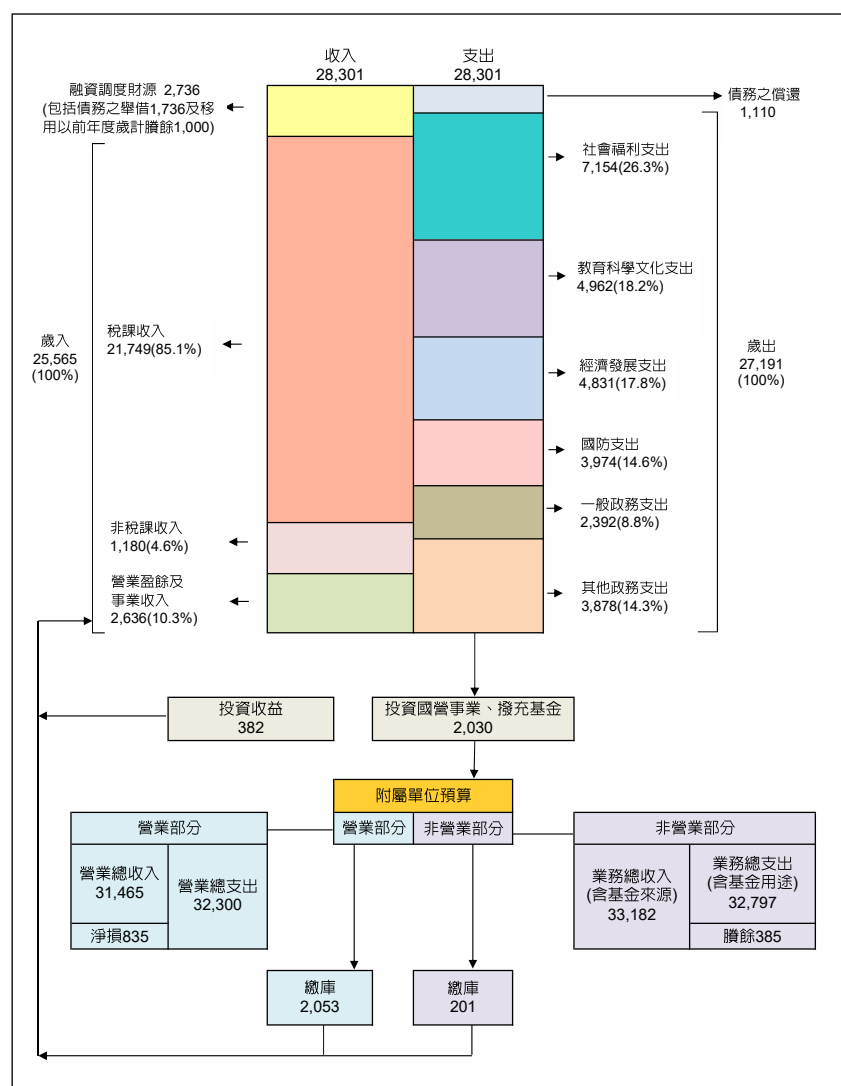 收入
28,301
支出
28,301
融資調度財源 2,736
(包括債務之舉借1,736及移
用以前年度歲計賸餘1,000)
債務之償還
1,110
社會福利支出
7,154(26.3%)
教育科學文化支出
4,962(18.2%)
歲入
25,565
(100%)
稅課收入
21,749(85.1%)
經濟發展支出
4,831(17.8%)
歲出
27,191
(100%)
國防支出
3,974(14.6%)
一般政務支出
2,392(8.8%)
非稅課收入
1,180(4.6%)
營業盈餘及
事業收入
2,636(10.3%)
其他政務支出
3,878(14.3%)
投資收益
382
投資國營事業、撥充基金
2,030
附屬單位預算
營業部分
非營業部分
營業部分
營業總收入
31,465
營業總支出
32,300
淨損835
非營業部分
業務總收入
(含基金來源)
33,182
業務總支出
(含基金用途)
32,797
賸餘385
繳庫
2,053
繳庫
201